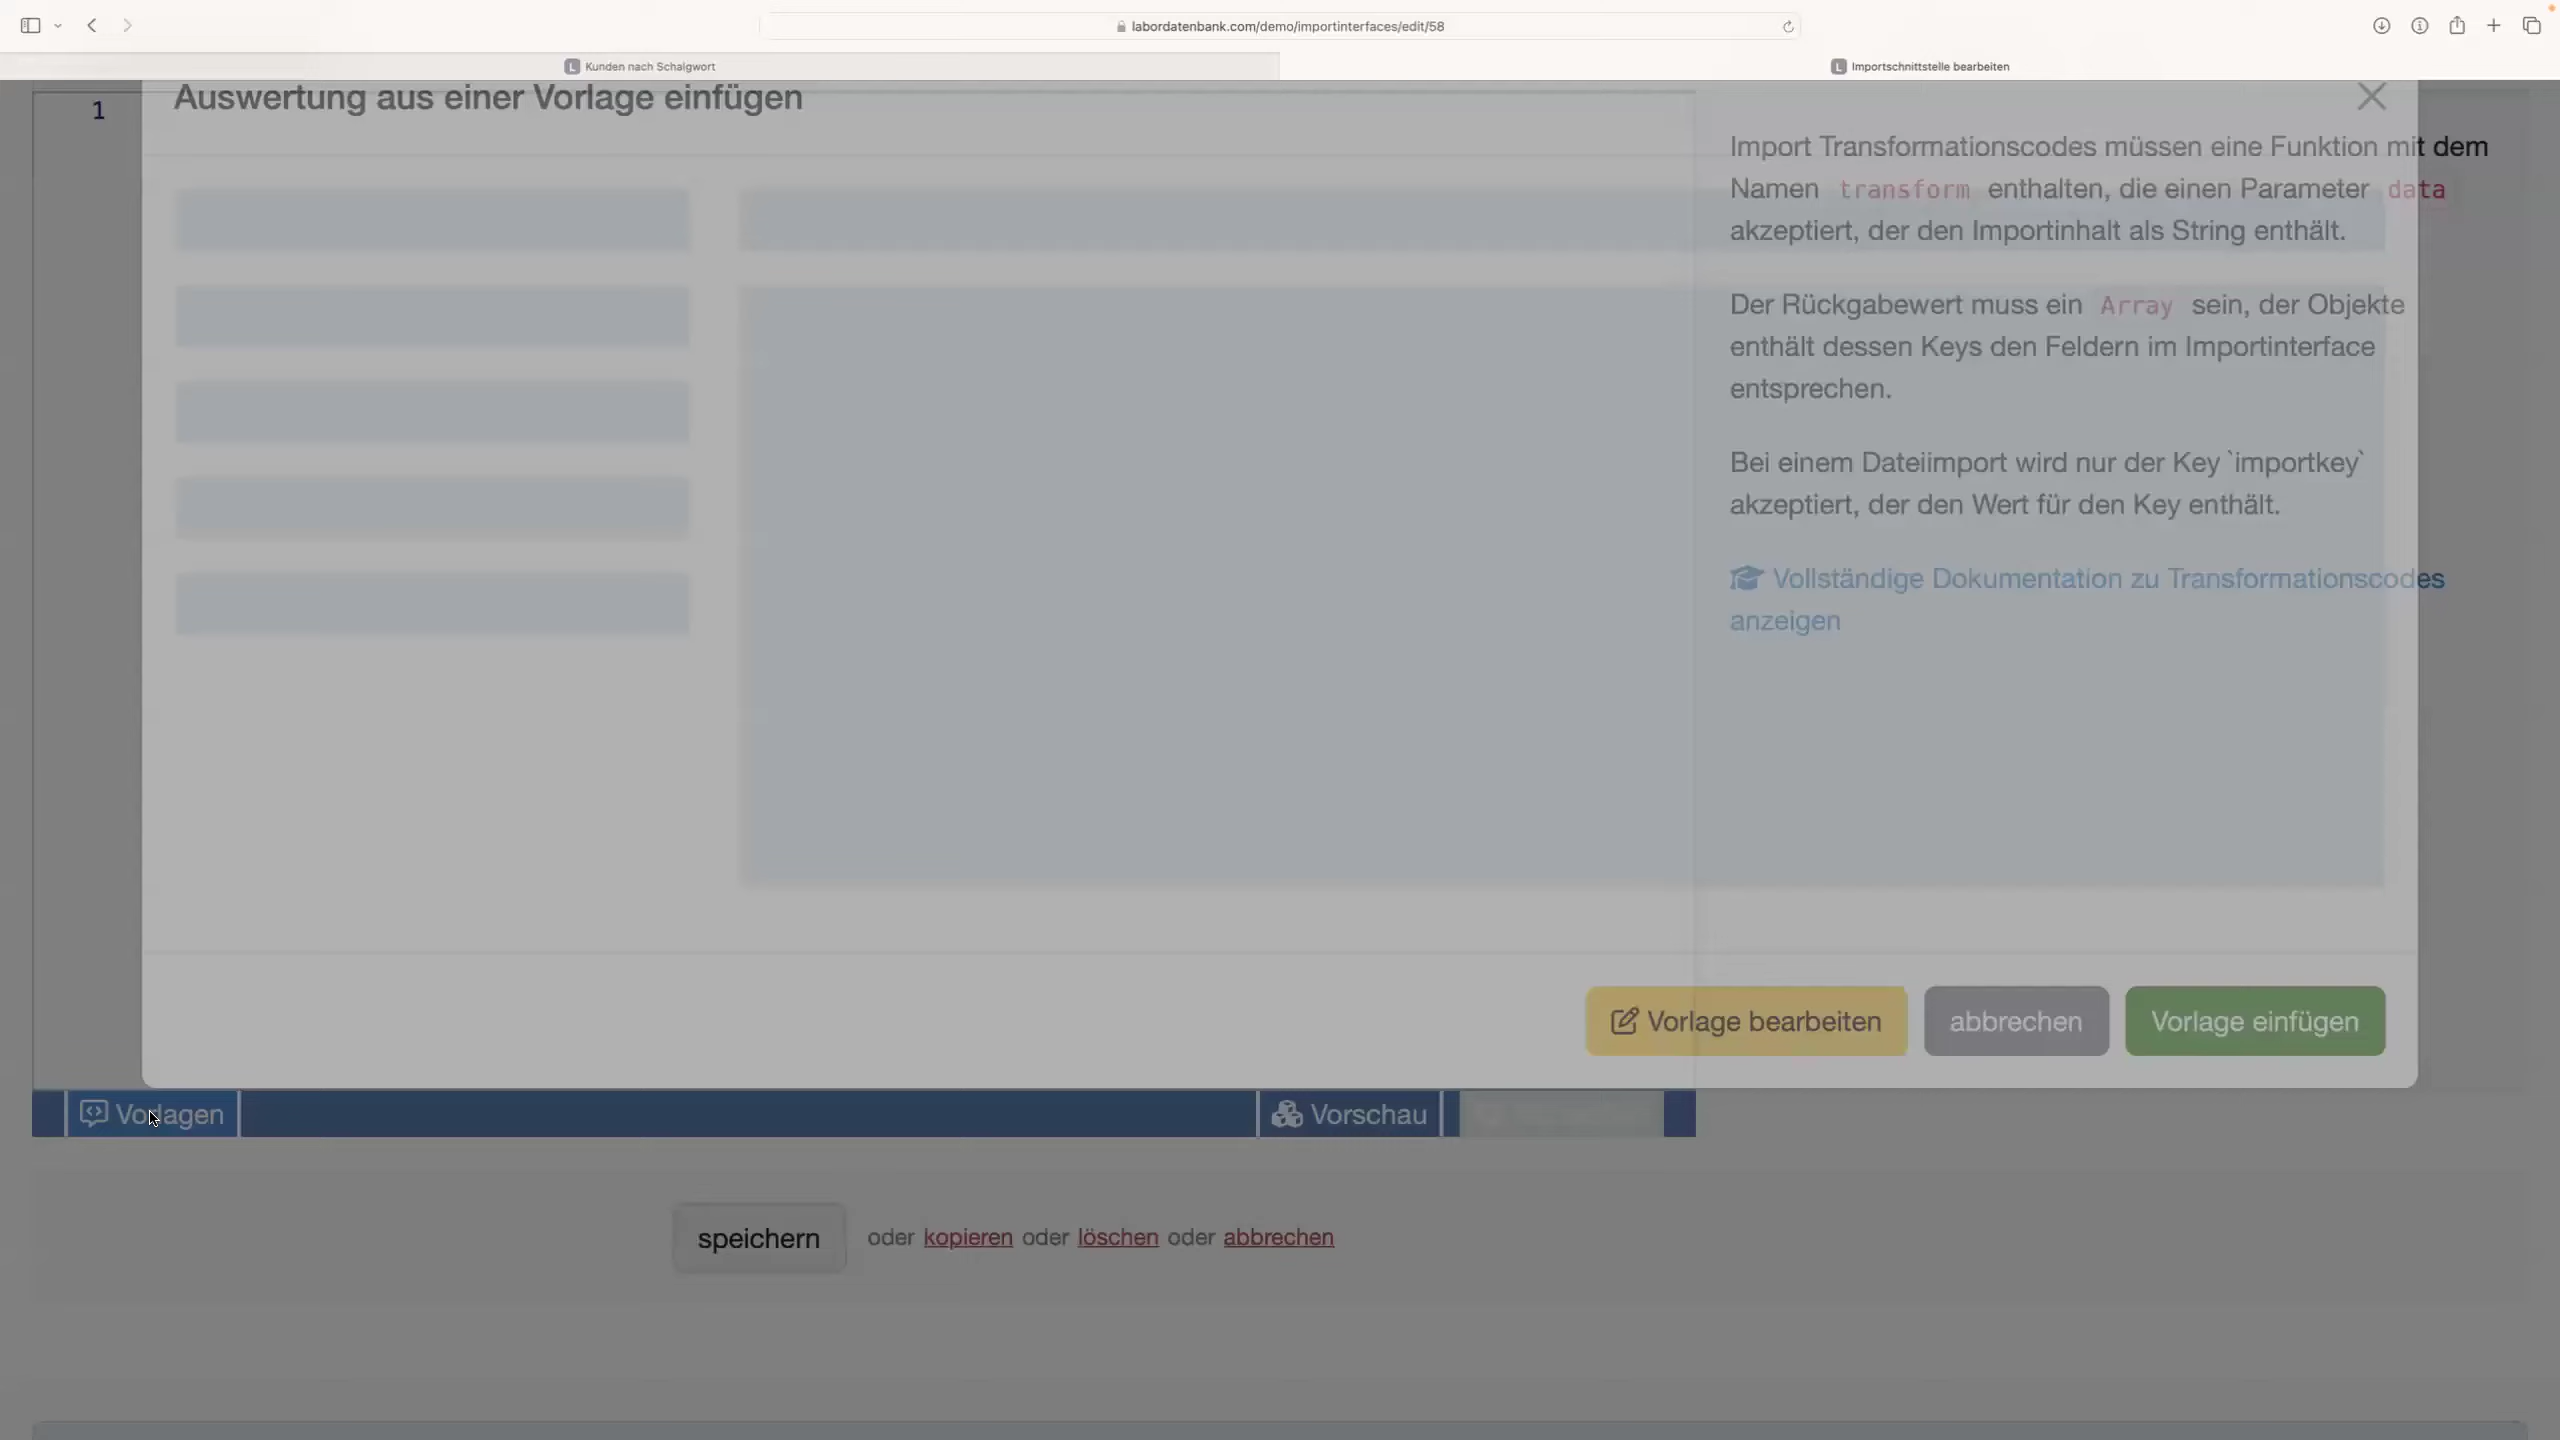 labordatenbank.com/demo/importinterfaces/edit/58
L Kunden nach Schalgwort
L Importschnittstelle bearbeiten
Auswertung aus einer Vorlage einfügen
1
Import Transformationscodes müssen eine Funktion mit dem
Namen transform enthalten, die einen Parameter data
akzeptiert, der den Importinhalt als String enthält.
Der Rückgabewert muss ein Array sein, der Objekte
enthält dessen Keys den Feldern im Importinterface
entsprechen.
Bei einem Dateiimport wird nur der Key `importkey`
akzeptiert, der den Wert für den Key enthält.
Vollständige Dokumentation zu Transformationscodes
anzeigen
Vorlage bearbeiten abbrechen Vorlage einfügen
Vorlagen Vorschau
speichern oder kopieren oder löschen oder abbrechen